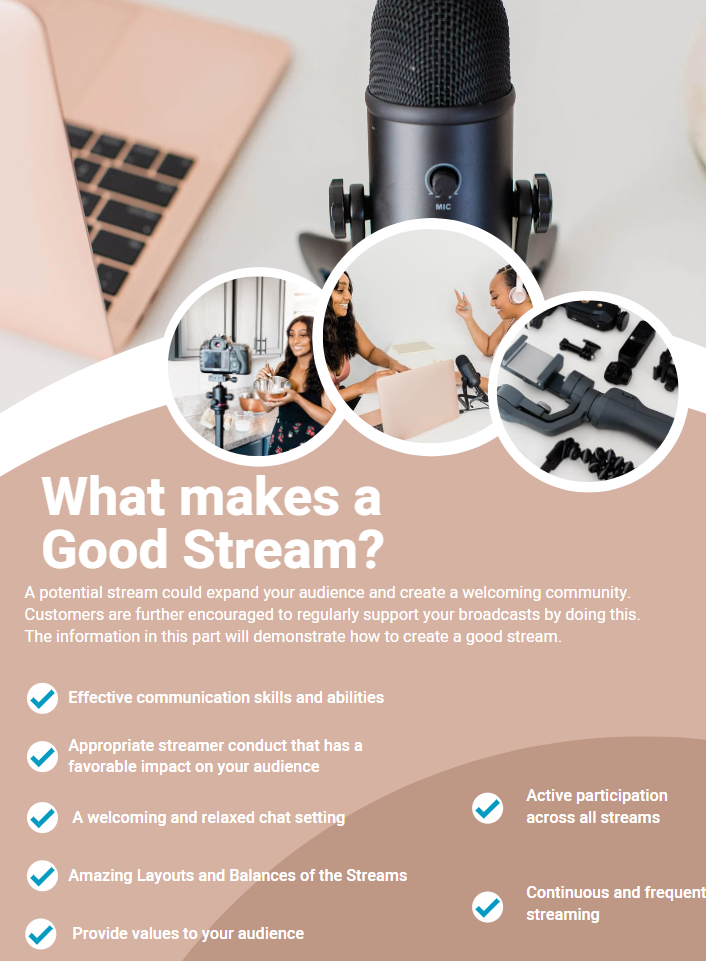 MIC
What makes a
Good Stream?
A potential stream could expand your audience and create a welcoming community.
Customers are further encouraged to regularly support your broadcasts by doing this.
The information in this part will demonstrate how to create a good stream.
Effective communication skills and abilities
Appropriate streamer conduct that has a
favorable impact on your audience
A welcoming and relaxed chat setting
Amazing Layouts and Balances of the Streams
Provide values to your audience
Active participation
across all streams
Continuous and frequent
streaming